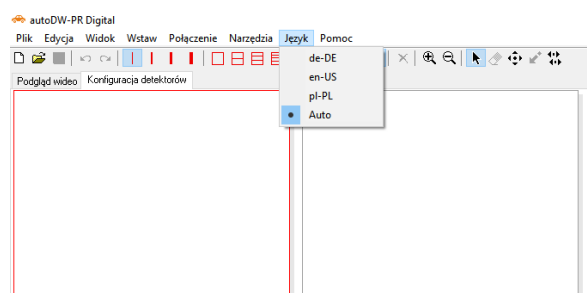 autoDW-PR Digital
Plik Edycja Widok Wstaw Połączenie Narzędzia Język Pomoc
de-DE
en-US
pl-PL
Auto
Podgląd wideo Konfiguracja detektorów